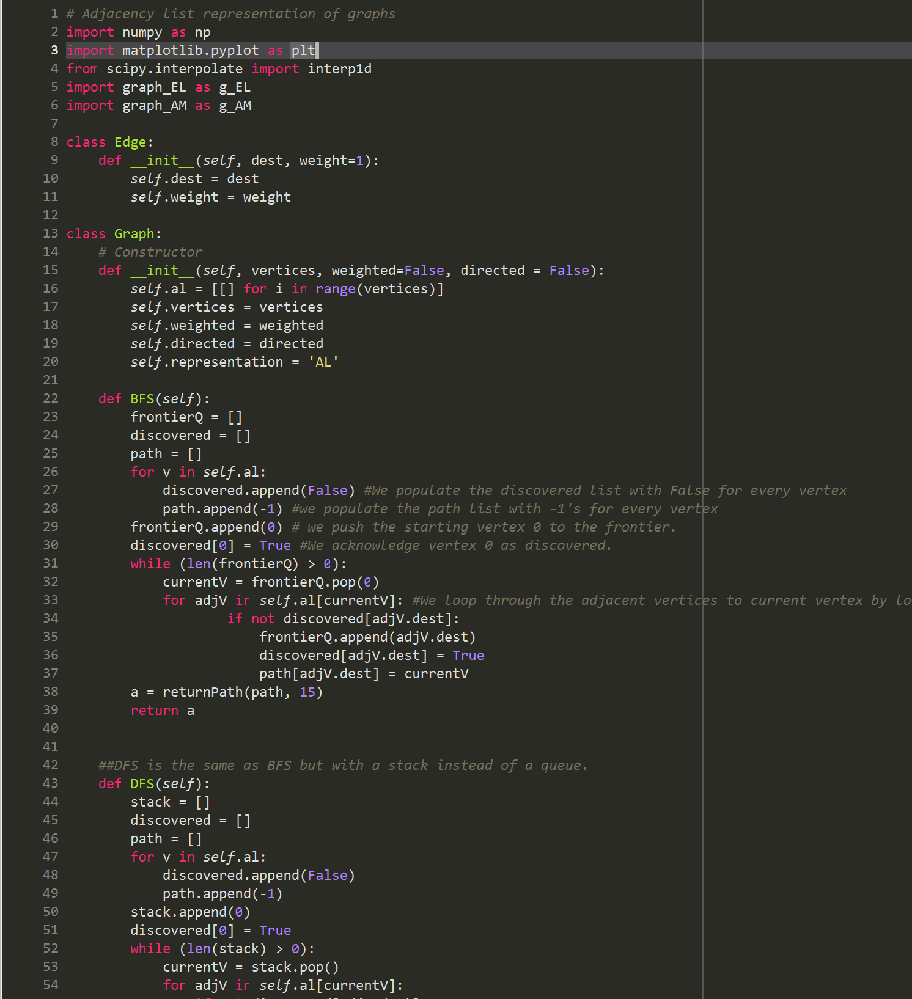 1 # Adjacency list representation of graphs
2 import numpy as np
3 import matplotlib.pyplot as plt
4 from scipy.interpolate import interp1d
5 import graph_EL as g_EL
6 import graph_AM as g_AM
7
8 class Edge:
9     def __init__(self, dest, weight=1):
10         self.dest = dest
11         self.weight = weight
12
13 class Graph:
14     # Constructor
15     def __init__(self, vertices, weighted=False, directed = False):
16         self.al = [[] for i in range(vertices)]
17         self.vertices = vertices
18         self.weighted = weighted
19         self.directed = directed
20         self.representation = 'AL'
21
22     def BFS(self):
23         frontierQ = []
24         discovered = []
25         path = []
26         for v in self.al:
27             discovered.append(False) #We populate the discovered list with False for every vertex
28             path.append(-1) #we populate the path list with -1's for every vertex
29         frontierQ.append(0) # we push the starting vertex 0 to the frontier.
30         discovered[0] = True #We acknowledge vertex 0 as discovered.
31         while (len(frontierQ) > 0):
32             currentV = frontierQ.pop(0)
33             for adjV in self.al[currentV]: #We loop through the adjacent vertices to current vertex by lo
34                     if not discovered[adjV.dest]:
35                         frontierQ.append(adjV.dest)
36                         discovered[adjV.dest] = True
37                         path[adjV.dest] = currentV
38         a = returnPath(path, 15)
39         return a
40
41
42     ##DFS is the same as BFS but with a stack instead of a queue.
43     def DFS(self):
44         stack = []
45         discovered = []
46         path = []
47         for v in self.al:
48             discovered.append(False)
49             path.append(-1)
50         stack.append(0)
51         discovered[0] = True
52         while (len(stack) > 0):
53             currentV = stack.pop()
54             for adjV in self.al[currentV]: